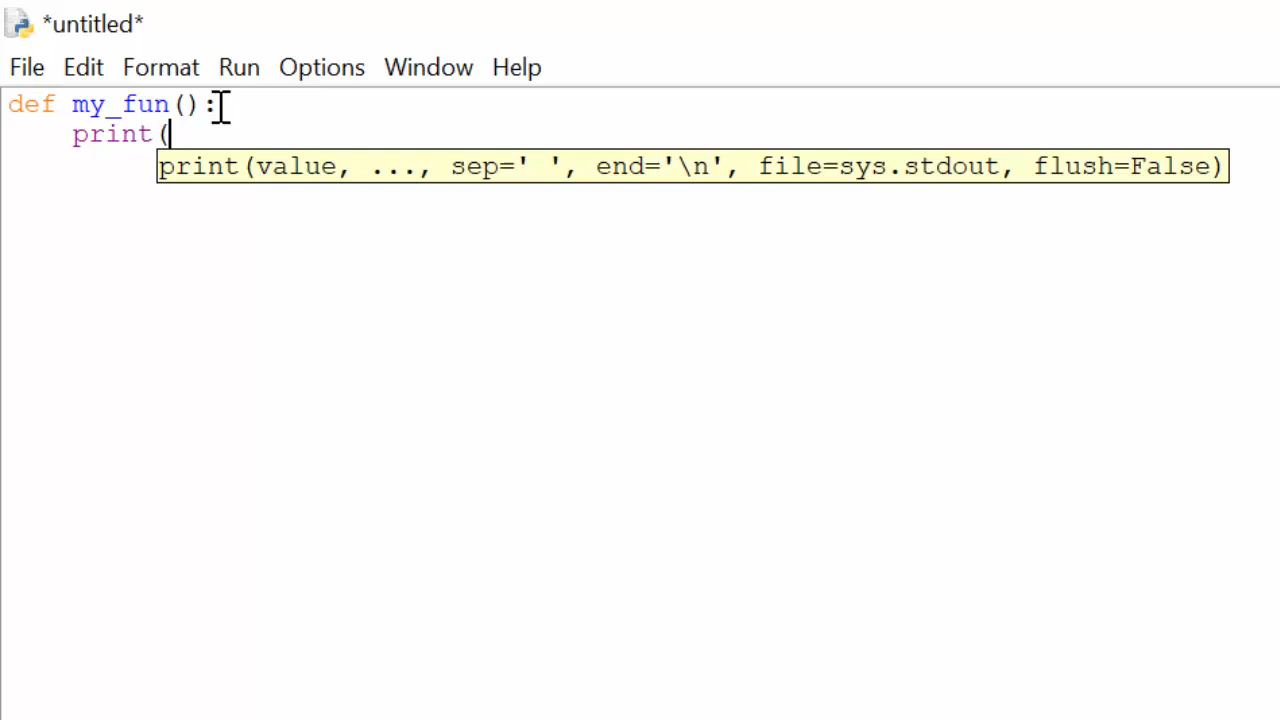 *untitled*
File Edit Format Run Options Window Help
def my_fun():
    print(
print(value, ..., sep=' ', end='\n', file=sys.stdout, flush=False)